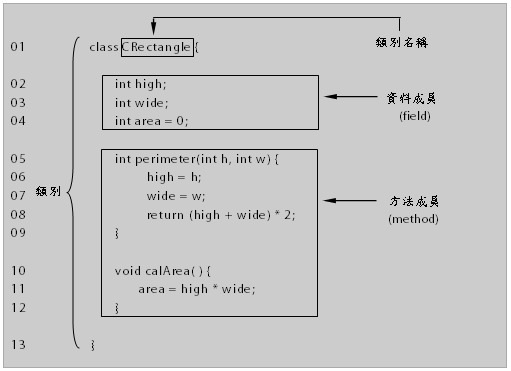 類別名稱
01 class CRectangle {
02 int high;
03 int wide;
04 int area = 0;
資料成員
(field)
05 int perimeter(int h, int w) {
06 high = h;
07 wide = w;
08 return (high + wide) * 2;
09 }
類別
方法成員
(method)
10 void calArea( ) {
11 area = high * wide;
12 }
13 }